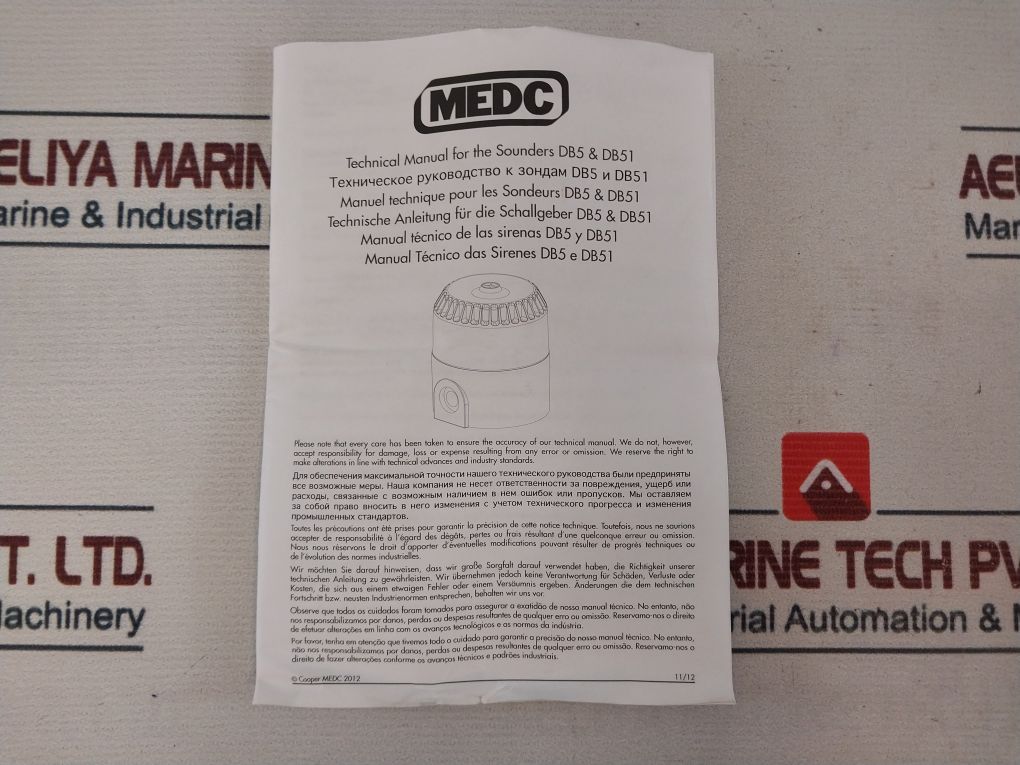 MEDC
Technical Manual for the Sounders DB5 & DB51
Техническое руководство к зондам DB5 и DB51
Manuel technique pour les Sondeurs DB5 & DB51
Technische Anleitung für die Schallgeber DB5 & DB51
Manual técnico de las sirenas DB5 y DB51
Manual Técnico das Sirenes DB5 e DB51
Please note that every care has been taken to ensure the accuracy of our technical manual. We do not, however,
accept responsibility for damage, loss or expense resulting from any error or omission. We reserve the right to
make alterations in line with technical advances and industry standards.
Для обеспечения максимальной точности нашего технического руководства были предприняты
все возможные меры. Наша компания не несет ответственности за повреждения, ущерб или
расходы, связанные с возможным наличием в нем ошибок или пропусков. Мы оставляем
за собой право вносить в него изменения с учетом технического прогресса и изменения
промышленных стандартов.
Toutes les précautions ont été prises pour garantir la précision de cette notice technique. Toutefois, nous ne saurions
accepter de responsabilité à l'égard des dégâts, pertes ou frais résultant d'une quelconque erreur ou omission.
Nous nous réservons le droit d'apporter d'éventuelles modifications pouvant résulter de progrès techniques ou
de l'évolution des normes industrielles.
Wir möchten Sie darauf hinweisen, dass wir große Sorgfalt darauf verwendet haben, die Richtigkeit unserer
technischen Anleitung zu gewährleisten. Wir übernehmen jedoch keine Verantwortung für Schäden, Verluste oder
Kosten, die sich aus einem etwaigen Fehler oder einem Versäumnis ergeben. Änderungen die dem technischen
Fortschritt bzw. neusten Industrienormen entsprechen, behalten wir uns vor.
Observe que todos os cuidados foram tomados para assegurar a exatidão de nosso manual técnico. No entanto, não
nos responsabilizamos por danos, perdas ou despesas resultantes de qualquer erro ou omissão. Reservamo-nos o direito
de efetuar alterações em linha com os avanços tecnológicos e as normas da industria.
Por favor, tenha em atenção que tivemos todo o cuidado para garantir a precisão do nosso manual técnico. No entanto,
não nos responsabilizamos por danos, perdas ou despesas resultantes de qualquer erro ou omissão. Reservamo-nos o
direito de fazer alterações conforme os avanços técnicos e padrões industriais.
© Cooper MEDC 2012 11/12
ELIYA MARIN
arine & Industrial
AE
Mar
T. LTD.
achinery
RINE TECH PV
rial Automation &